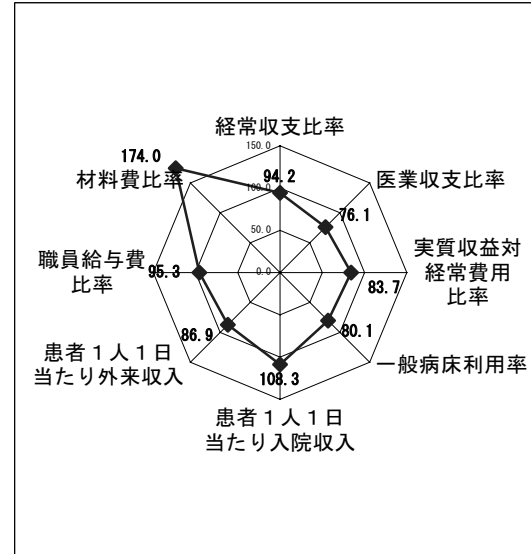 経常収支比率
150.0
174.0
材料費比率
94.2
100.0
医業収支比率
76.1
50.0
職員給与費
比率
95.3
0.0
実質収益対
経常費用
比率
83.7
86.9
80.1
患者１人１日
当たり外来収入
一般病床利用率
108.3
患者１人１日
当たり入院収入